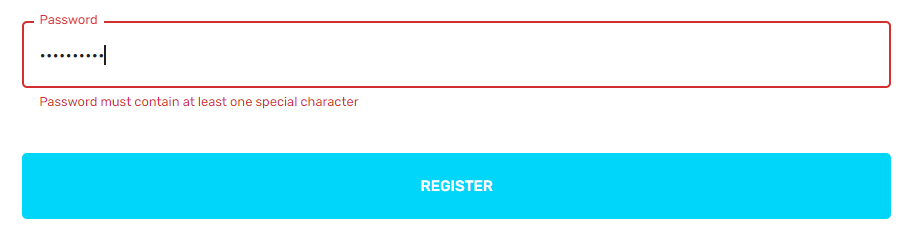 Password
••••••••••
Password must contain at least one special character
REGISTER